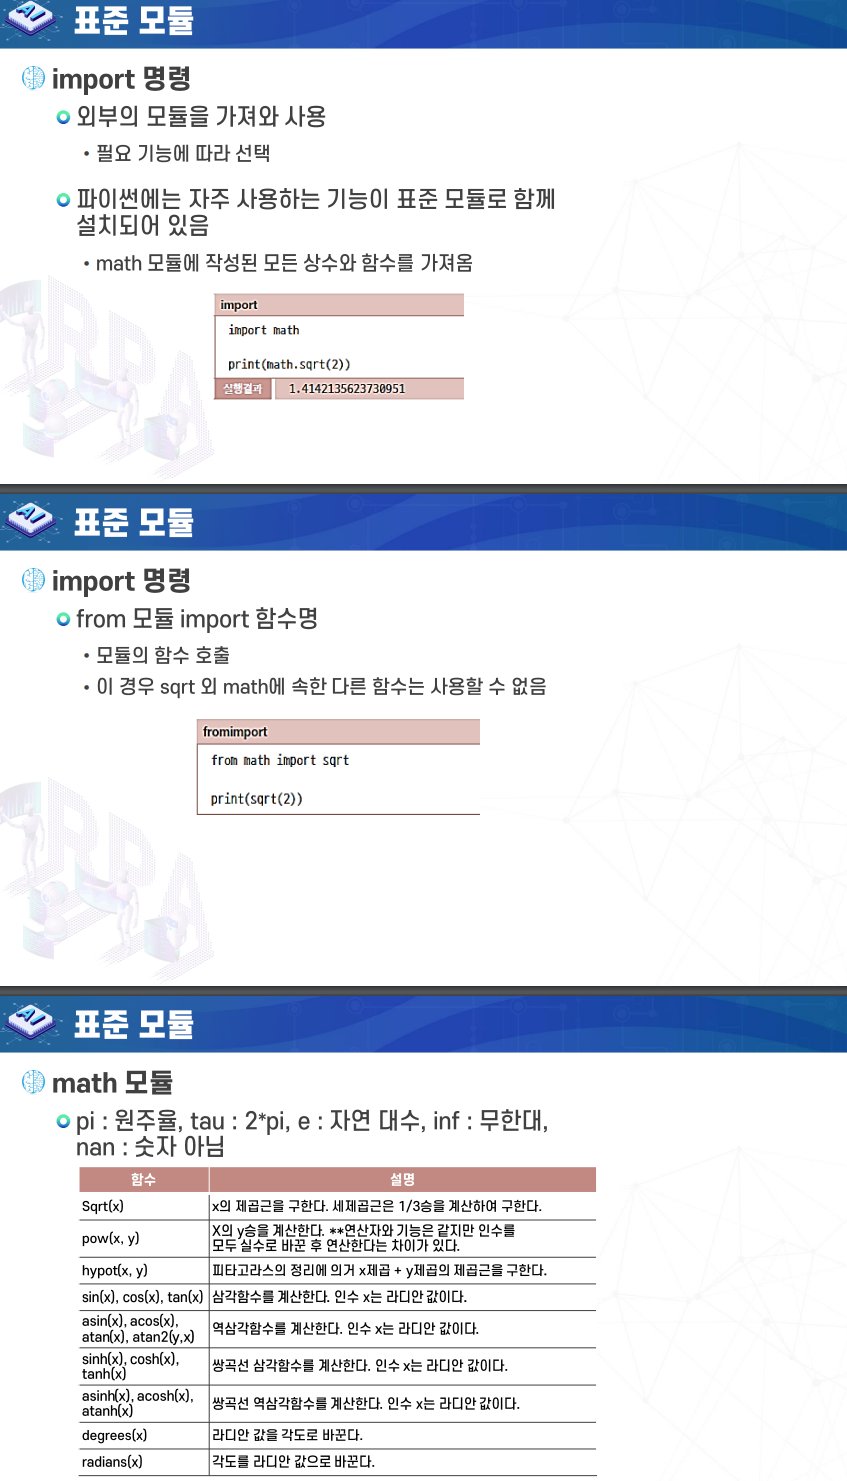 AI
표준 모듈
import 명령
외부의 모듈을 가져와 사용
• 필요 기능에 따라 선택
파이썬에는 자주 사용하는 기능이 표준 모듈로 함께
설치되어 있음
• math 모듈에 작성된 모든 상수와 함수를 가져옴
import
import math
print(math.sqrt(2))
실행결과 1.4142135623730951
RPA
AI
표준 모듈
import 명령
from 모듈 import 함수명
• 모듈의 함수 호출
• 이 경우 sqrt 외 math에 속한 다른 함수는 사용할 수 없음
fromimport
from math import sqrt
print(sqrt(2))
RPA
AI
표준 모듈
math 모듈
pi : 원주율, tau : 2*pi, e : 자연 대수, inf : 무한대,
nan : 숫자 아님
함수 설명
Sqrt(x) x의 제곱근을 구한다. 세제곱근은 1/3승을 계산하여 구한다.
pow(x, y) X의 y승을 계산한다. **연산자와 기능은 같지만 인수를
모두 실수로 바꾼 후 연산한다는 차이가 있다.
hypot(x, y) 피타고라스의 정리에 의거 x제곱 + y제곱의 제곱근을 구한다.
sin(x), cos(x), tan(x) 삼각함수를 계산한다. 인수 x는 라디안 값이다.
asin(x), acos(x),
atan(x), atan2(y,x) 역삼각함수를 계산한다. 인수 x는 라디안 값이다.
sinh(x), cosh(x),
tanh(x) 쌍곡선 삼각함수를 계산한다. 인수 x는 라디안 값이다.
asinh(x), acosh(x),
atanh(x) 쌍곡선 역삼각함수를 계산한다. 인수 x는 라디안 값이다.
degrees(x) 라디안 값을 각도로 바꾼다.
radians(x) 각도를 라디안 값으로 바꾼다.